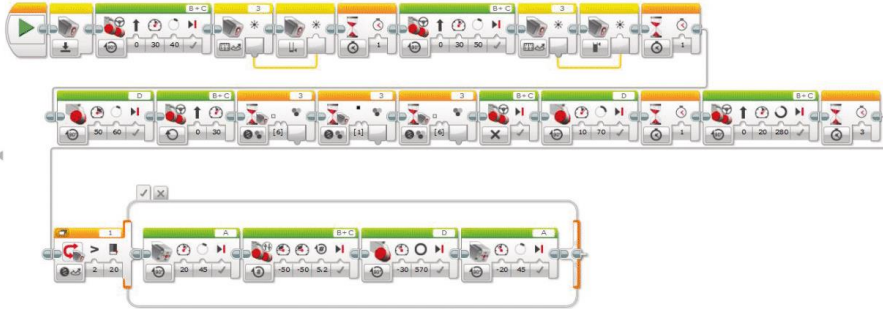 B + C 3 B + C 3
0 30 40 1 0 30 50 1
D B + C 3 3 3 B + C D B + C
50 60 0 30 [6] [1] [6] 10 70 1 0 20 280 3
1 A B + C D A
> 2 20 20 45 -50 -50 5.2 -30 570 -20 45